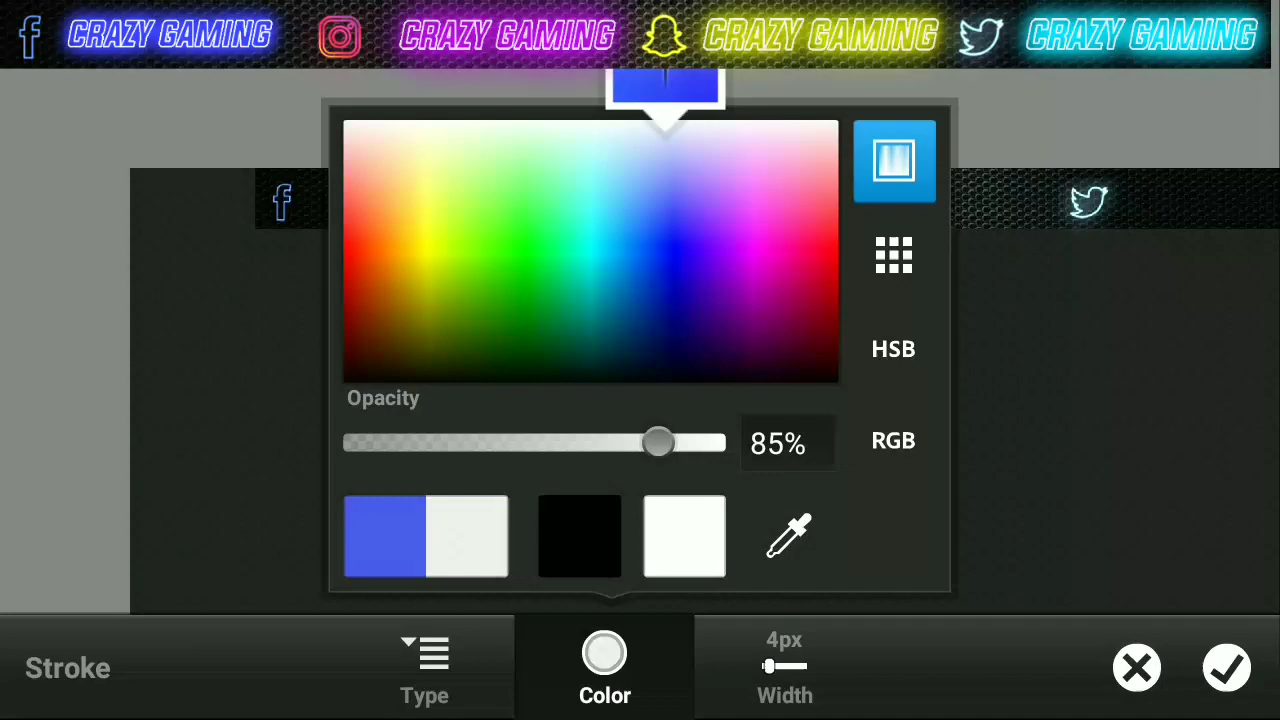 CRAZY GAMING CRAZY GAMING CRAZY GAMING CRAZY GAMING
HSB
Opacity
85%
RGB
Stroke
Type
Color
4px
Width